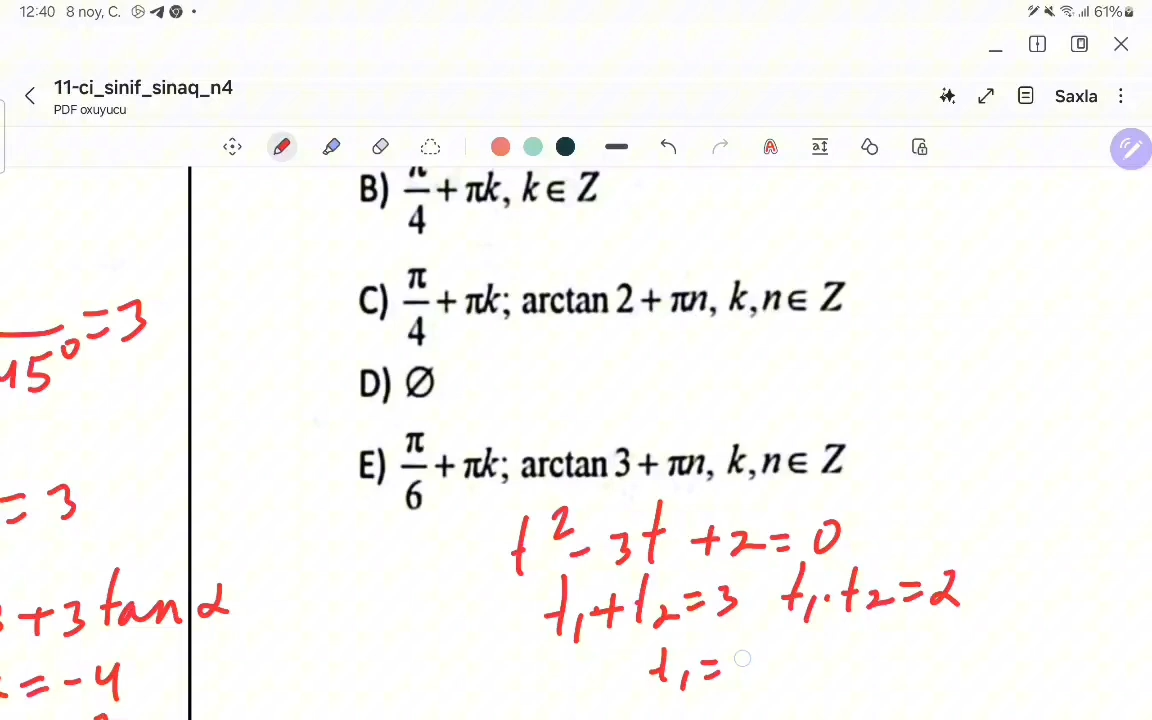 12:40 8 noy, C. 61%
11-ci_sinif_sinaq_n4
PDF oxuyucu
Saxla
B) π/4 + πk, k ∈ Z
C) π/4 + πk; arctan 2 + πn, k, n ∈ Z
D) ∅
E) π/6 + πk; arctan 3 + πn, k, n ∈ Z
45° = 3
= 3
+ 3 tan α
= -4
t² - 3t + 2 = 0
t₁ + t₂ = 3 t₁ · t₂ = 2
t₁ =